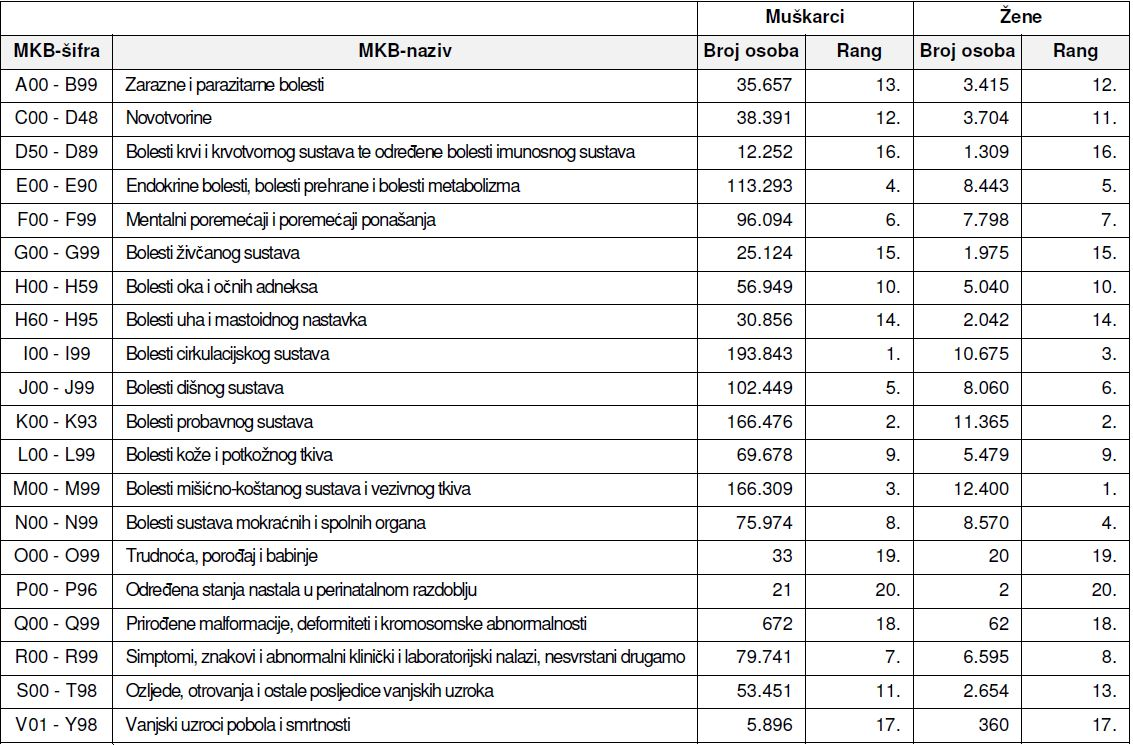 Muškarci Žene
MKB-šifra MKB-naziv Broj osoba Rang Broj osoba Rang
A00 - B99 Zarazne i parazitarne bolesti 35.657 13. 3.415 12.
C00 - D48 Novotvorine 38.391 12. 3.704 11.
D50 - D89 Bolesti krvi i krvotvornog sustava te određene bolesti imunosnog sustava 12.252 16. 1.309 16.
E00 - E90 Endokrine bolesti, bolesti prehrane i bolesti metabolizma 113.293 4. 8.443 5.
F00 - F99 Mentalni poremećaji i poremećaji ponašanja 96.094 6. 7.798 7.
G00 - G99 Bolesti živčanog sustava 25.124 15. 1.975 15.
H00 - H59 Bolesti oka i očnih adneksa 56.949 10. 5.040 10.
H60 - H95 Bolesti uha i mastoidnog nastavka 30.856 14. 2.042 14.
I00 - I99 Bolesti cirkulacijskog sustava 193.843 1. 10.675 3.
J00 - J99 Bolesti dišnog sustava 102.449 5. 8.060 6.
K00 - K93 Bolesti probavnog sustava 166.476 2. 11.365 2.
L00 - L99 Bolesti kože i potkožnog tkiva 69.678 9. 5.479 9.
M00 - M99 Bolesti mišićno-koštanog sustava i vezivnog tkiva 166.309 3. 12.400 1.
N00 - N99 Bolesti sustava mokraćnih i spolnih organa 75.974 8. 8.570 4.
O00 - O99 Trudnoća, porođaj i babinje 33 19. 20 19.
P00 - P96 Određena stanja nastala u perinatalnom razdoblju 21 20. 2 20.
Q00 - Q99 Prirođene malformacije, deformiteti i kromosomske abnormalnosti 672 18. 62 18.
R00 - R99 Simptomi, znakovi i abnormalni klinički i laboratorijski nalazi, nesvrstani drugamo 79.741 7. 6.595 8.
S00 - T98 Ozljede, otrovanja i ostale posljedice vanjskih uzroka 53.451 11. 2.654 13.
V01 - Y98 Vanjski uzroci pobola i smrtnosti 5.896 17. 360 17.